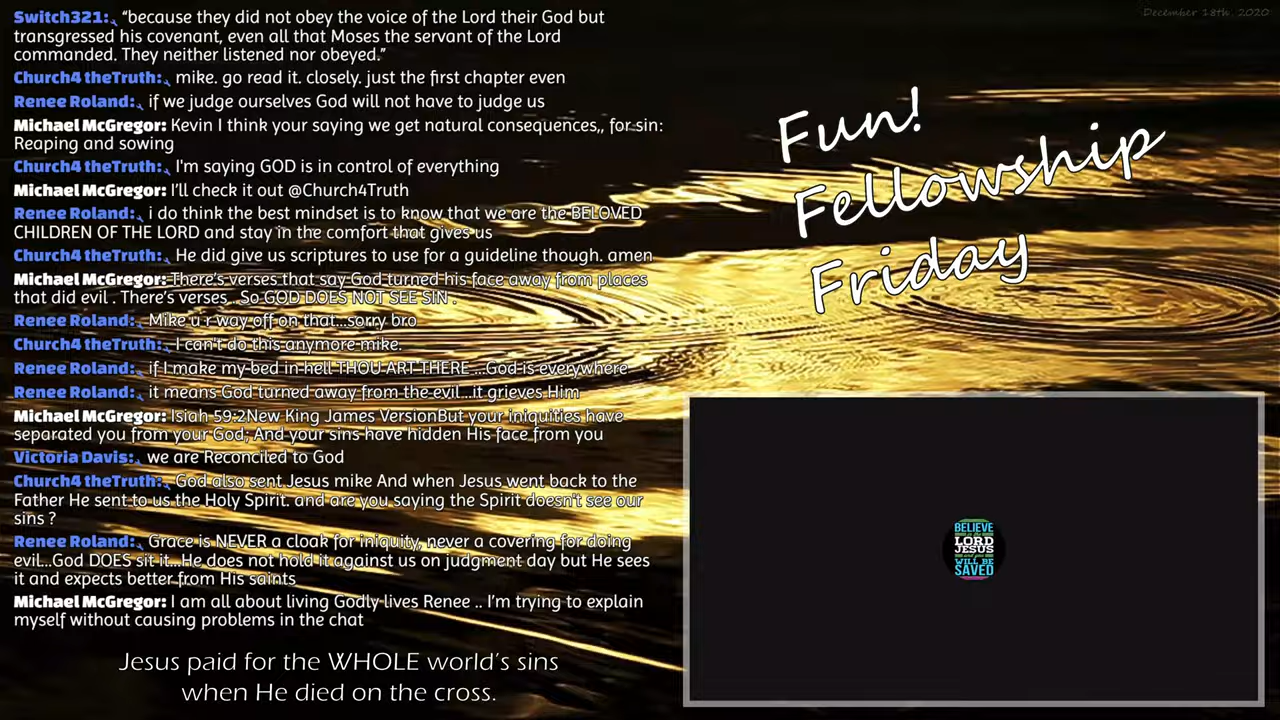 Switch321: “because they did not obey the voice of the Lord their God but
transgressed his covenant, even all that Moses the servant of the Lord
commanded. They neither listened nor obeyed.”
Church4 theTruth: mike. go read it. closely. just the first chapter even
Renee Roland: if we judge ourselves God will not have to judge us
Michael McGregor: Kevin I think your saying we get natural consequences,, for sin:
Reaping and sowing
Church4 theTruth: I'm saying GOD is in control of everything
Michael McGregor: I’ll check it out @Church4Truth
Renee Roland: i do think the best mindset is to know that we are the BELOVED
CHILDREN OF THE LORD and stay in the comfort that gives us
Church4 theTruth: He did give us scriptures to use for a guideline though. amen
Michael McGregor: There’s verses that say God turned his face away from places
that did evil . There’s verses . So GOD DOES NOT SEE SIN .
Renee Roland: Mike u r way off on that...sorry bro
Church4 theTruth: I can't do this anymore mike.
Renee Roland: if I make my bed in hell THOU ART THERE ...God is everywhere
Renee Roland: it means God turned away from the evil...it grieves Him
Michael McGregor: Isiah 59:2New King James VersionBut your iniquities have
separated you from your God; And your sins have hidden His face from you
Victoria Davis: we are Reconciled to God
Church4 theTruth: God also sent Jesus mike And when Jesus went back to the
Father He sent to us the Holy Spirit. and are you saying the Spirit doesn't see our
sins ?
Renee Roland: Grace is NEVER a cloak for iniquity, never a covering for doing
evil...God DOES sit it...He does not hold it against us on judgment day but He sees
it and expects better from His saints
Michael McGregor: I am all about living Godly lives Renee .. I’m trying to explain
myself without causing problems in the chat
Jesus paid for the WHOLE world’s sins
when He died on the cross.
December 18th, 2020
Fun!
Fellowship
Friday
BELIEVE
LORD
JESUS
WILL BE
SAVED